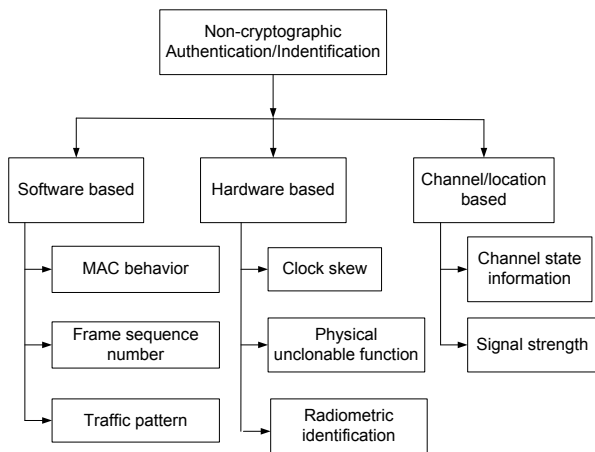 Non-cryptographic
Authentication/Indentification
Software based
Hardware based
Channel/location
based
MAC behavior
Clock skew
Channel state
information
Frame sequence
number
Physical
unclonable function
Signal strength
Traffic pattern
Radiometric
identification